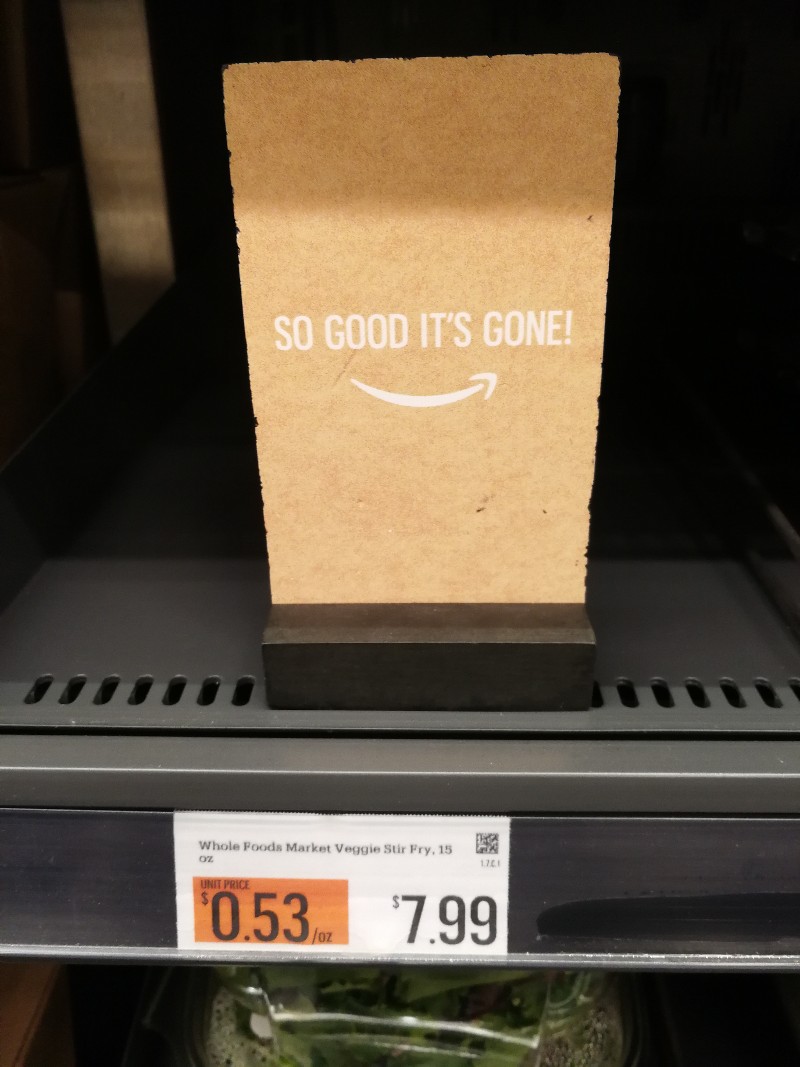 SO GOOD IT'S GONE!
Whole Foods Market Veggie Stir Fry, 15
oz
UNIT PRICE
$0.53/oz
$7.99